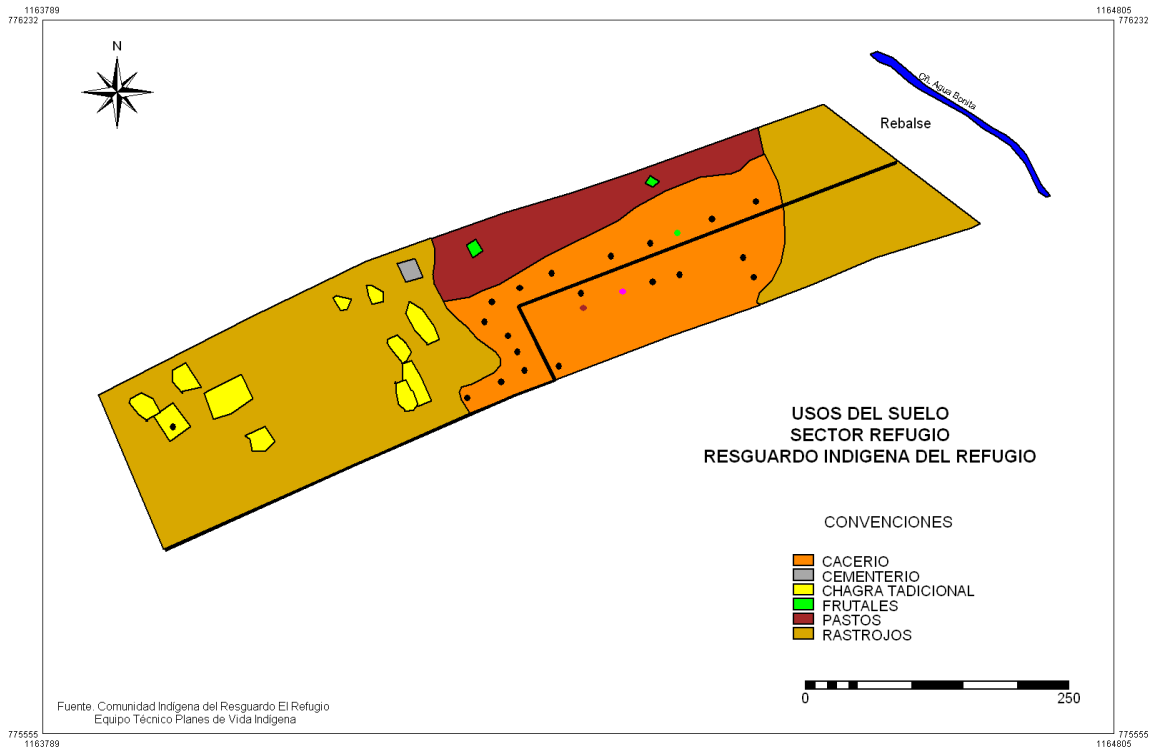 1163789
1164805
776232
776232
N
Cñ. Agua Bonita
Rebalse
USOS DEL SUELO
SECTOR REFUGIO
RESGUARDO INDIGENA DEL REFUGIO
CONVENCIONES
CACERIO
CEMENTERIO
CHAGRA TADICIONAL
FRUTALES
PASTOS
RASTROJOS
0 250
Fuente. Comunidad Indígena del Resguardo El Refugio
Equipo Técnico Planes de Vida Indígena
775555
775555
1163789
1164805